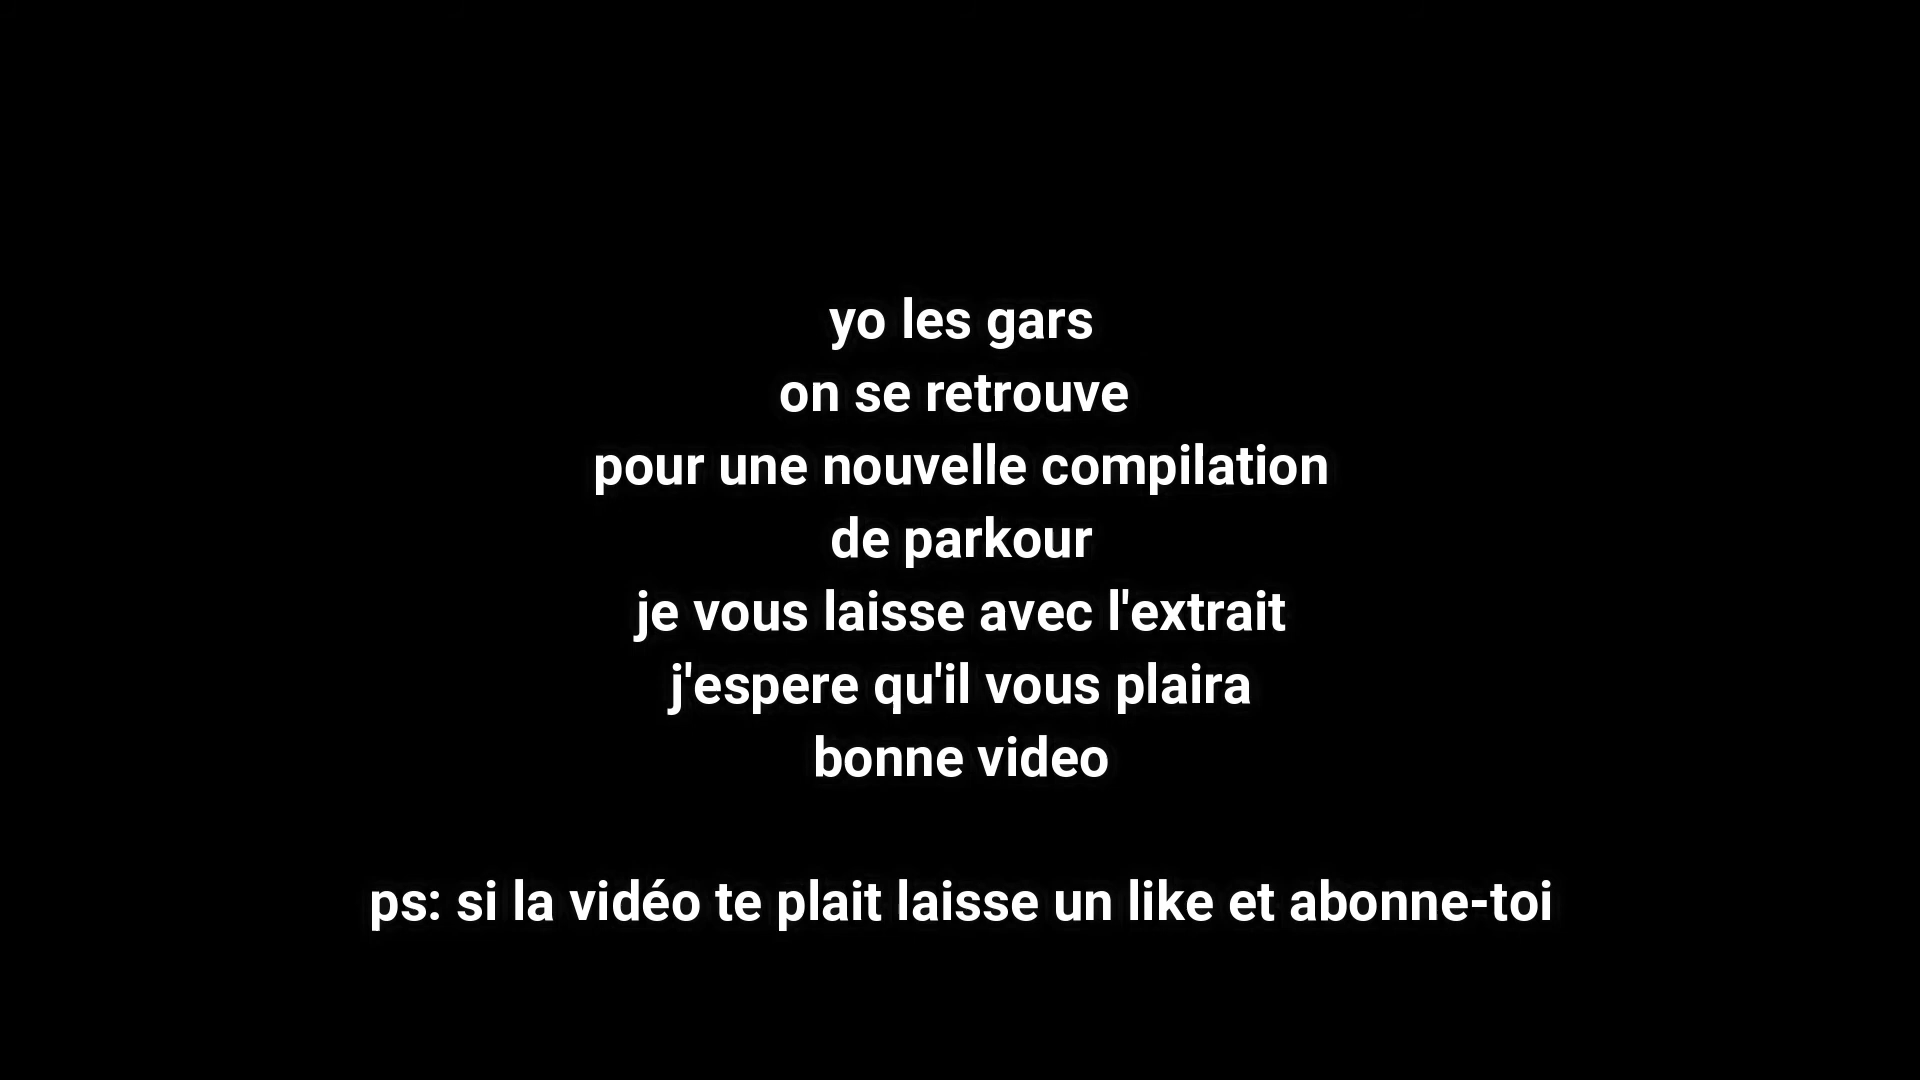 yo les gars
on se retrouve
pour une nouvelle compilation
de parkour
je vous laisse avec l'extrait
j'espere qu'il vous plaira
bonne video
ps: si la vidéo te plait laisse un like et abonne-toi